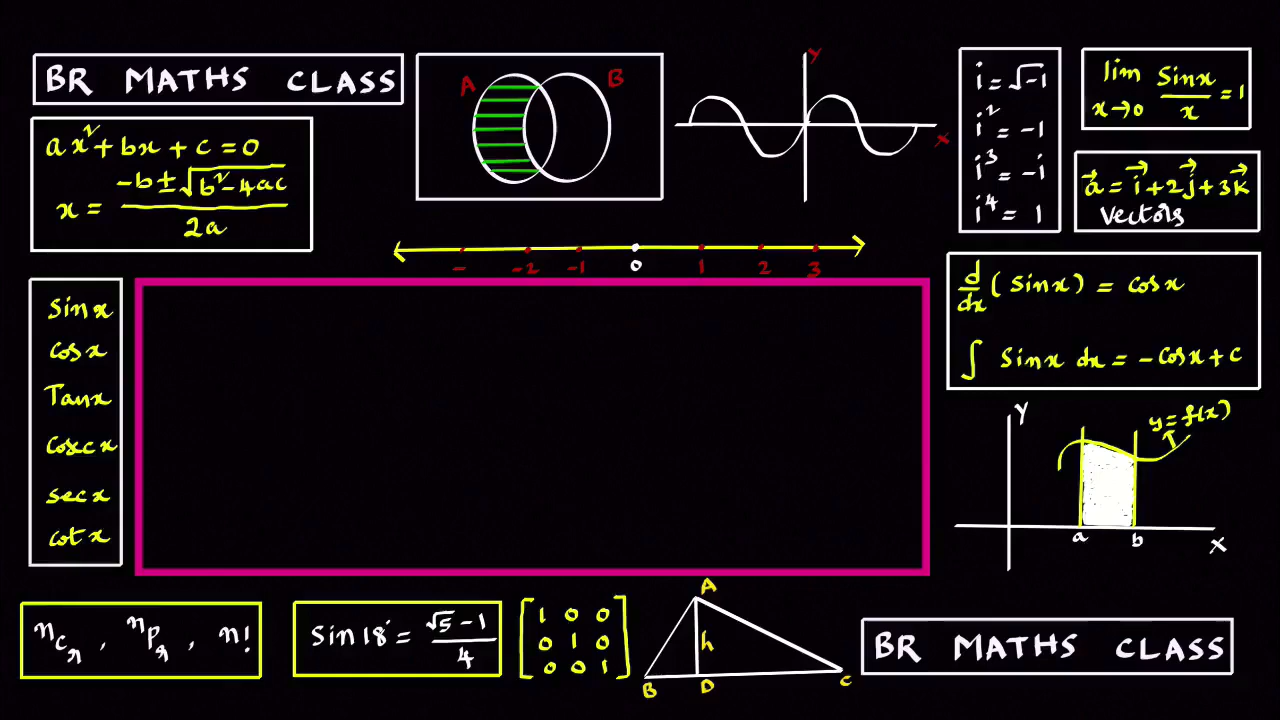 BR MATHS CLASS
ax² + bx + c = 0
x = (-b ± √(b² - 4ac)) / 2a
A B
Y
X
i = √-1
i² = -1
i³ = -i
i⁴ = 1
lim x→0 Sinx/x = 1
a⃗ = i⃗ + 2j⃗ + 3k⃗
Vectors
- -2 -1 0 1 2 3
d/dx (Sinx) = Cosx
∫ Sinx dx = -Cosx + c
Sinx
Cosx
Tanx
Cosecx
secx
cotx
Y
y = f(x)
a b
X
nCr , nPr , n!
Sin18° = (√5 - 1)/4
1 0 0
0 1 0
0 0 1
A
h
B D C
BR MATHS CLASS